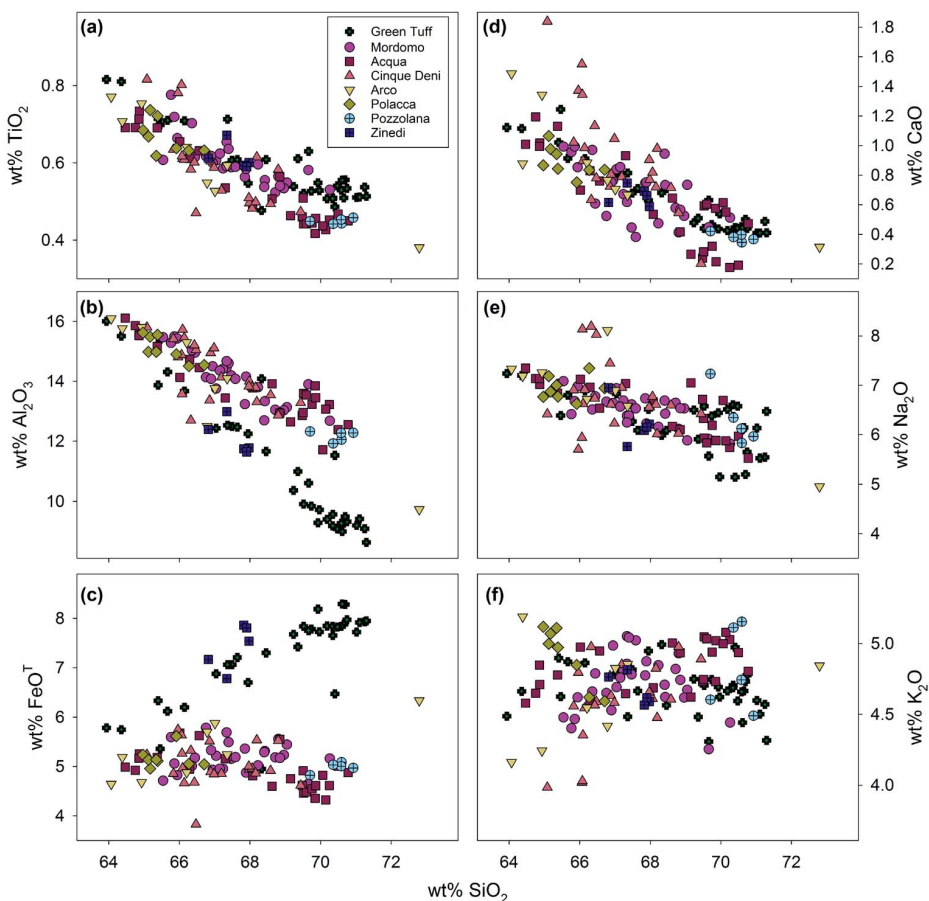 (a)
Green Tuff
Mordomo
Acqua
Cinque Deni
Arco
Polacca
Pozzolana
Zinedi
0.8
0.6
0.4
wt% TiO₂
(d)
1.8
1.6
1.4
1.2
1.0
0.8
0.6
0.4
0.2
wt% CaO
(b)
16
14
12
10
wt% Al₂O₃
(e)
8
7
6
5
4
wt% Na₂O
(c)
8
7
6
5
4
wt% FeOᵀ
64 66 68 70 72
(f)
5.0
4.5
4.0
wt% K₂O
64 66 68 70 72
wt% SiO₂